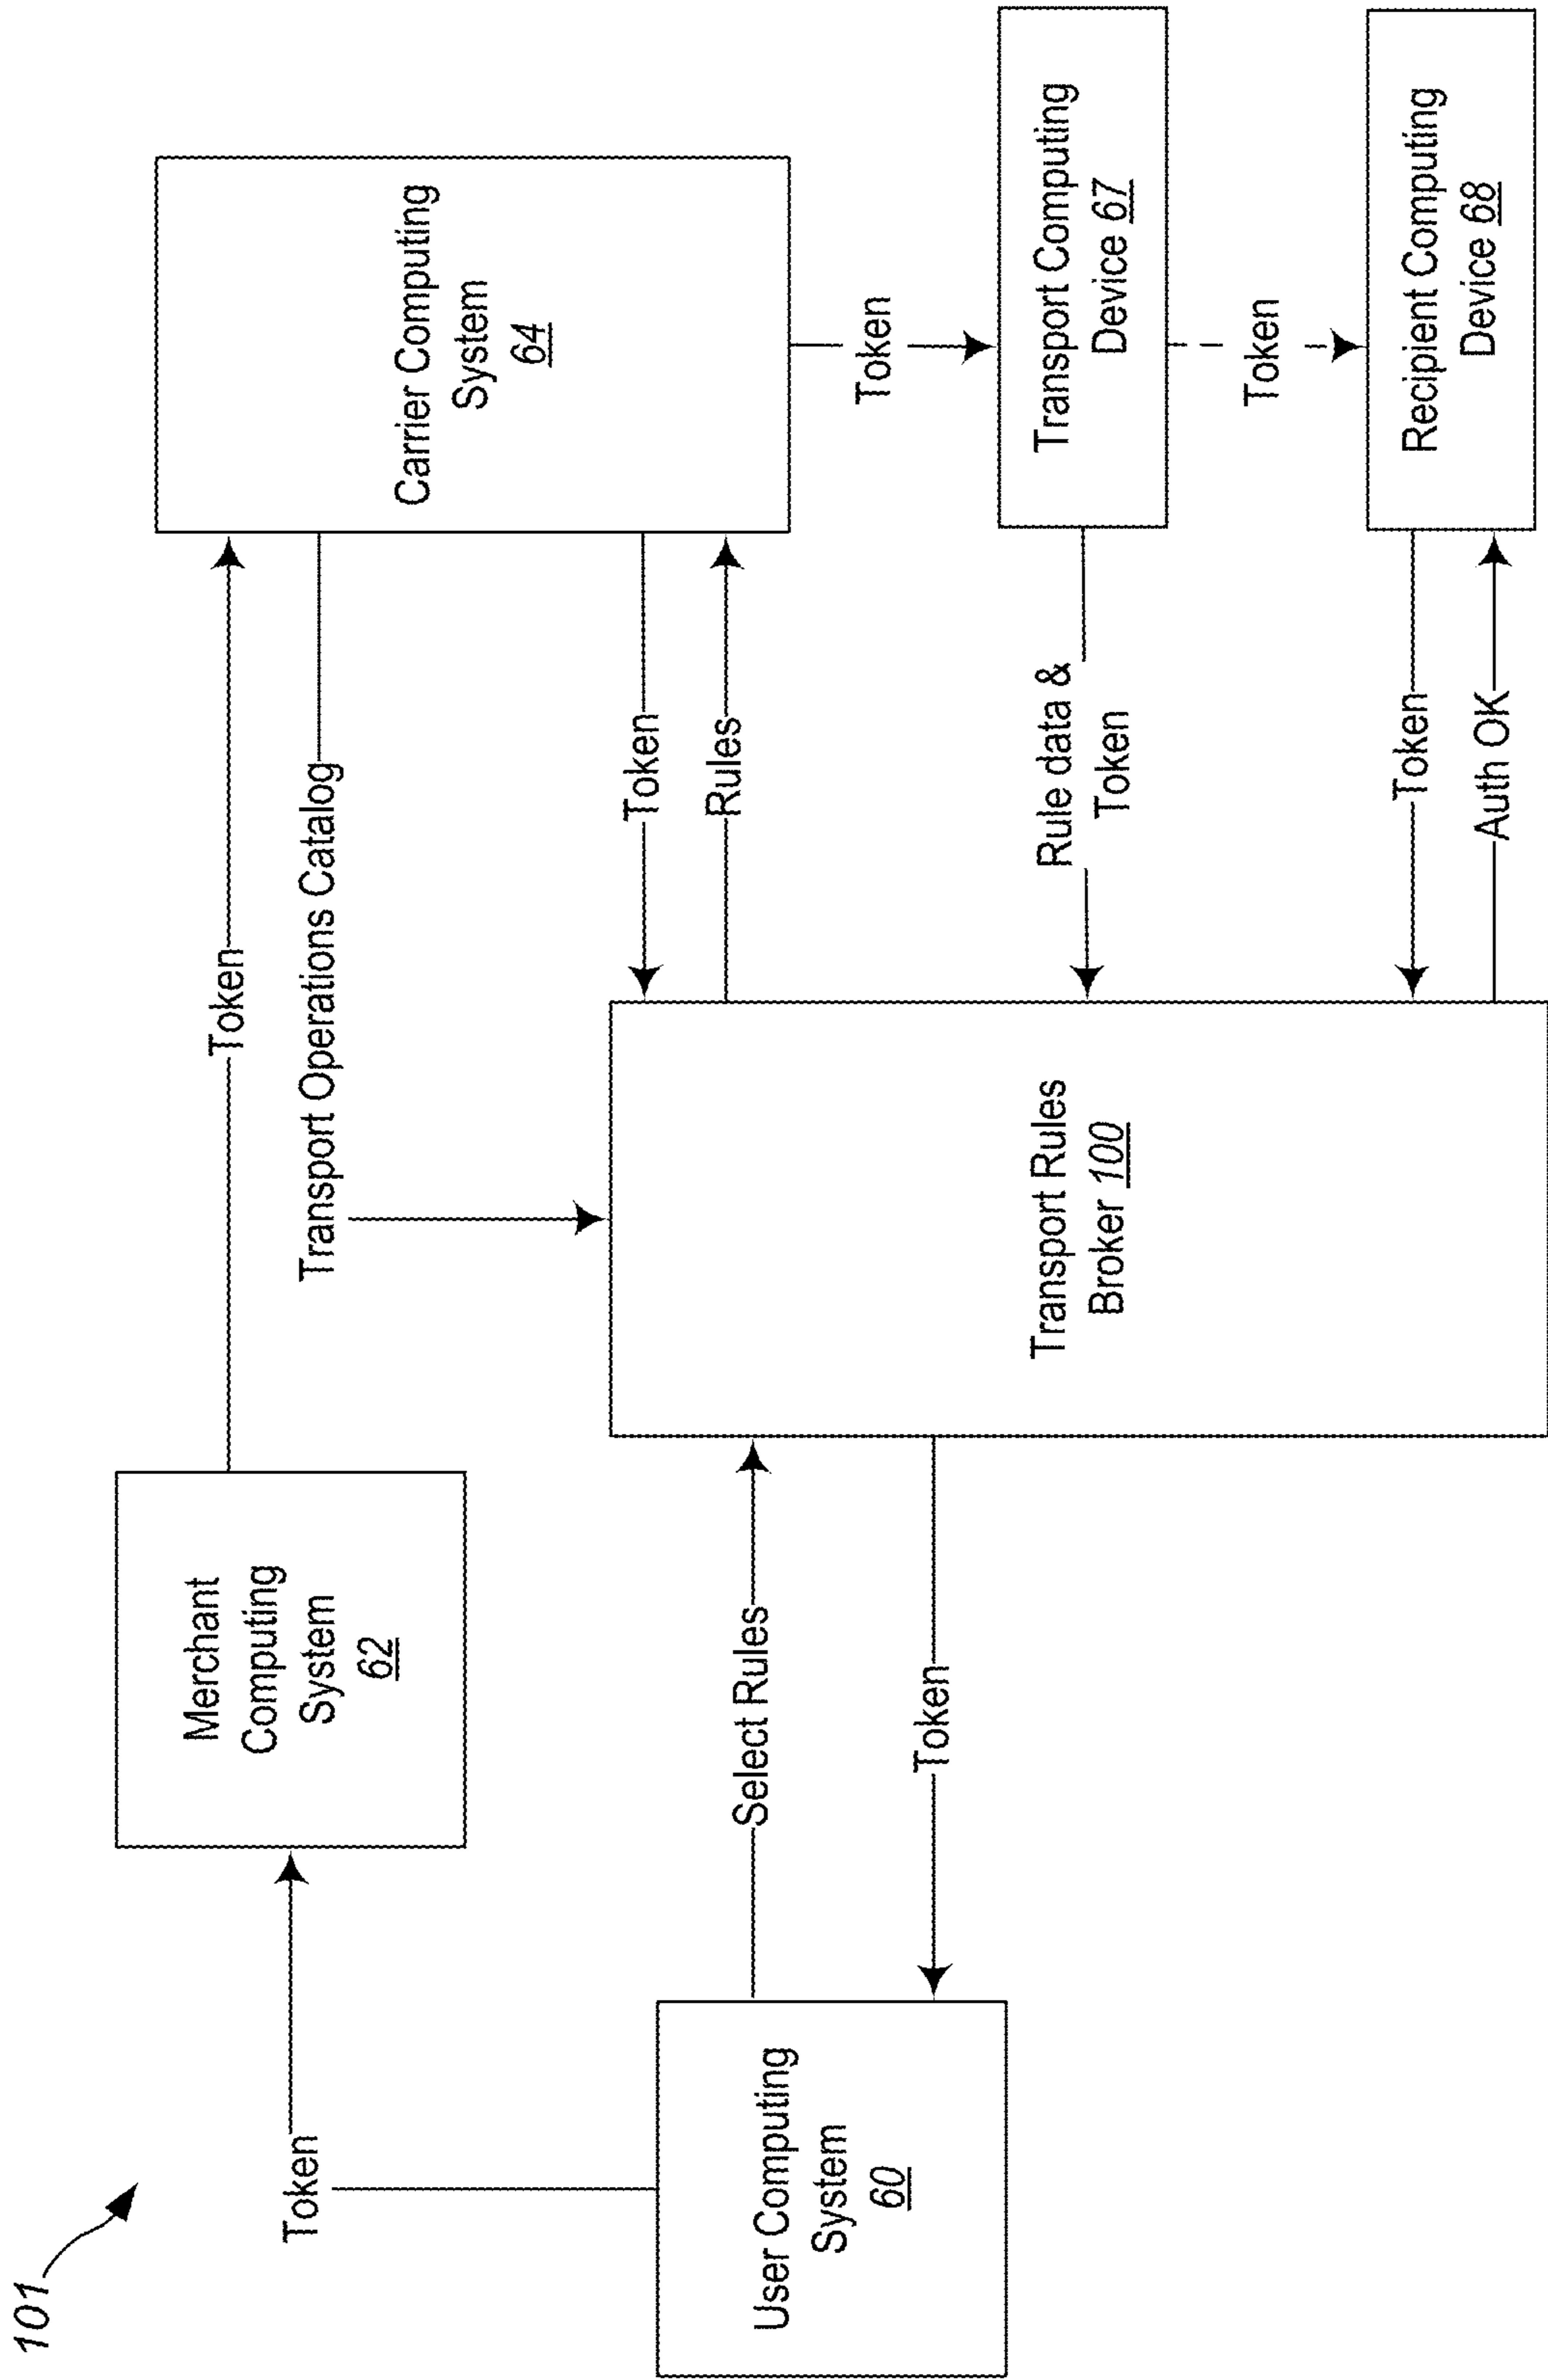 101
Token
Merchant
Computing
System
62
Token
Transport Operations Catalog
Carrier Computing
System
64
User Computing
System
60
Select Rules
Token
Transport Rules
Broker 100
Token
Rules
Token
Rule data &
Token
Transport Computing
Device 67
Token
Token
Auth OK
Recipient Computing
Device 68